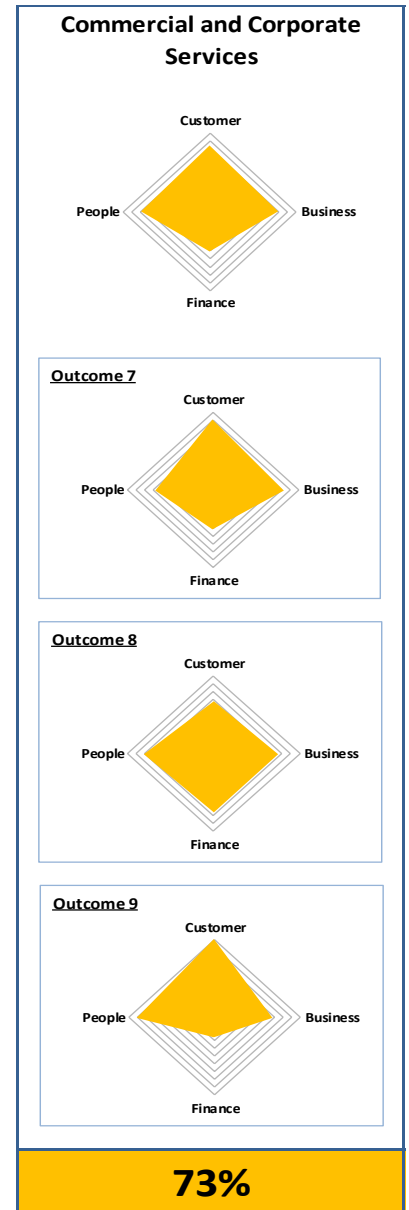 Commercial and Corporate
Services
Customer
People
Business
Finance
Outcome 7
Customer
People
Business
Finance
Outcome 8
Customer
People
Business
Finance
Outcome 9
Customer
People
Business
Finance
73%